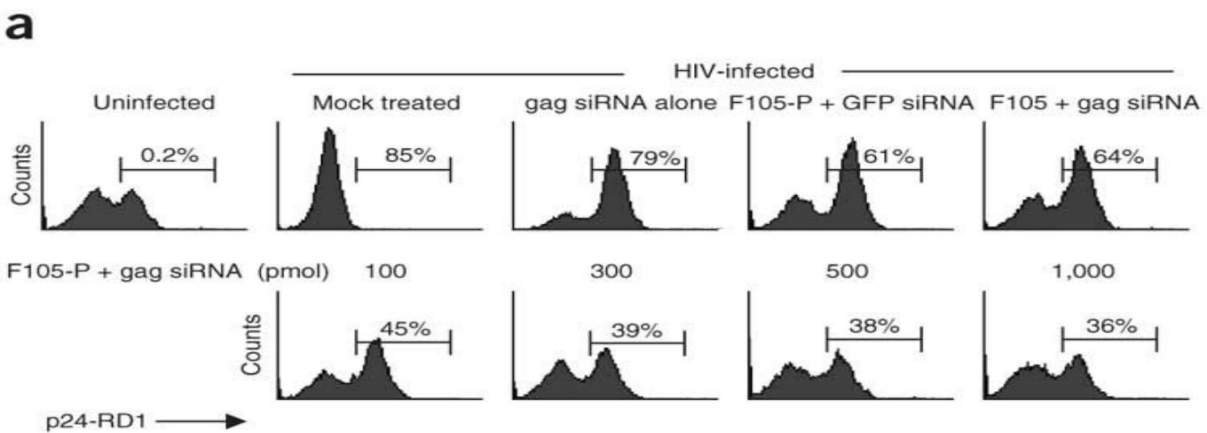 a
HIV-infected
Uninfected
Mock treated
gag siRNA alone
F105-P + GFP siRNA
F105 + gag siRNA
Counts
0.2%
85%
79%
61%
64%
F105-P + gag siRNA (pmol)
100
300
500
1,000
Counts
45%
39%
38%
36%
p24-RD1